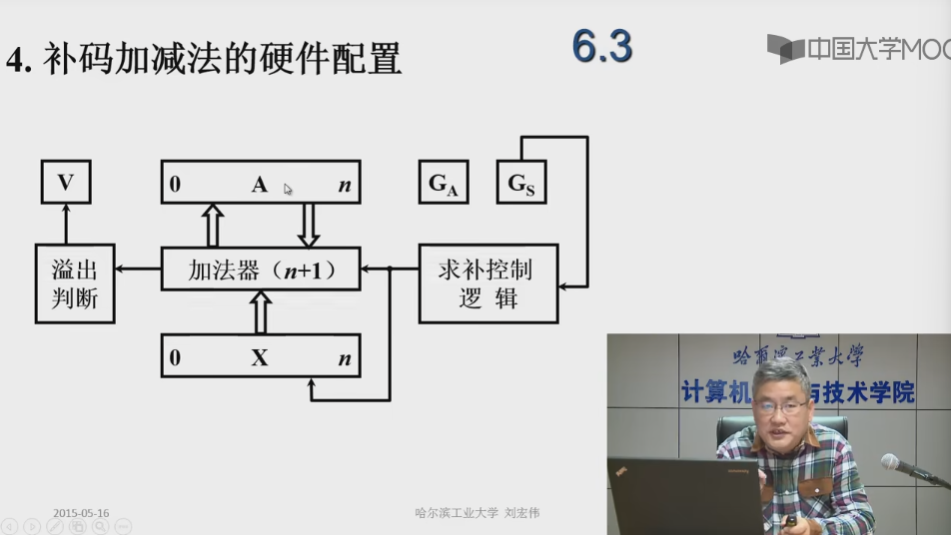 4. 补码加减法的硬件配置
6.3
中国大学MOO
V
0 A n
GA
GS
溢出
判断
加法器（n+1）
求补控制
逻 辑
0 X n
哈尔滨工业大学
计算机 与技术学院
2015-05-16
哈尔滨工业大学 刘宏伟